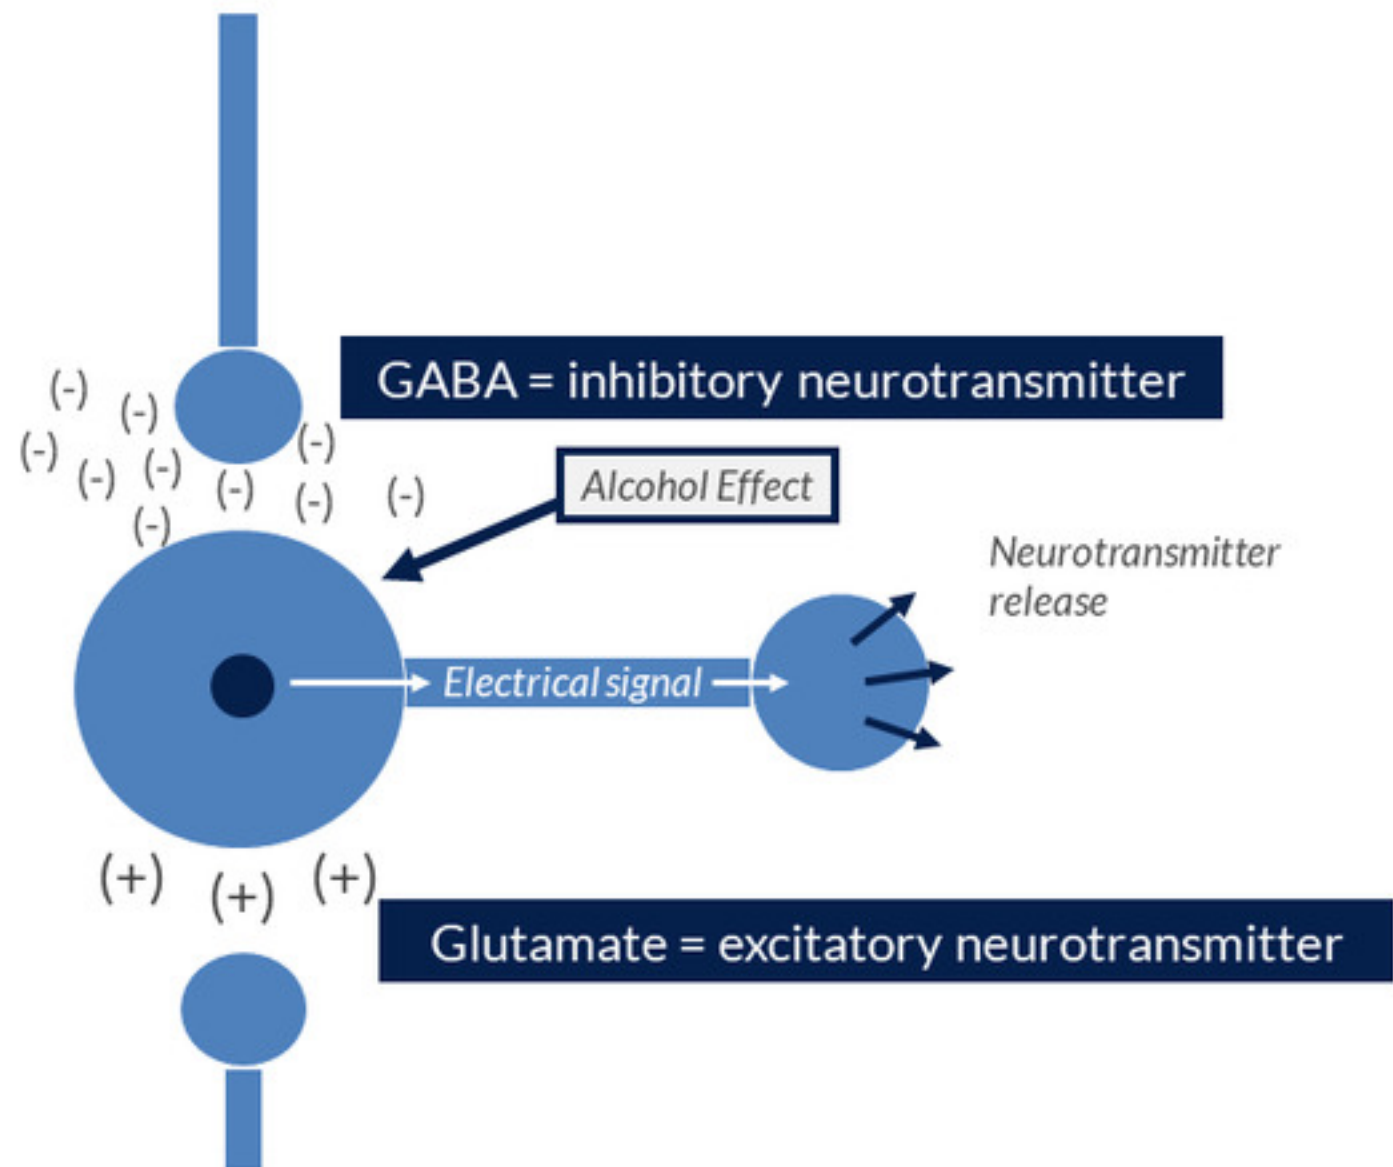 GABA = inhibitory neurotransmitter
(-)
(-)
(-)
(-)
(-)
(-)
(-)
(-)
(-)
(-)
Alcohol Effect
Neurotransmitter
release
Electrical signal
(+)
(+)
(+)
Glutamate = excitatory neurotransmitter